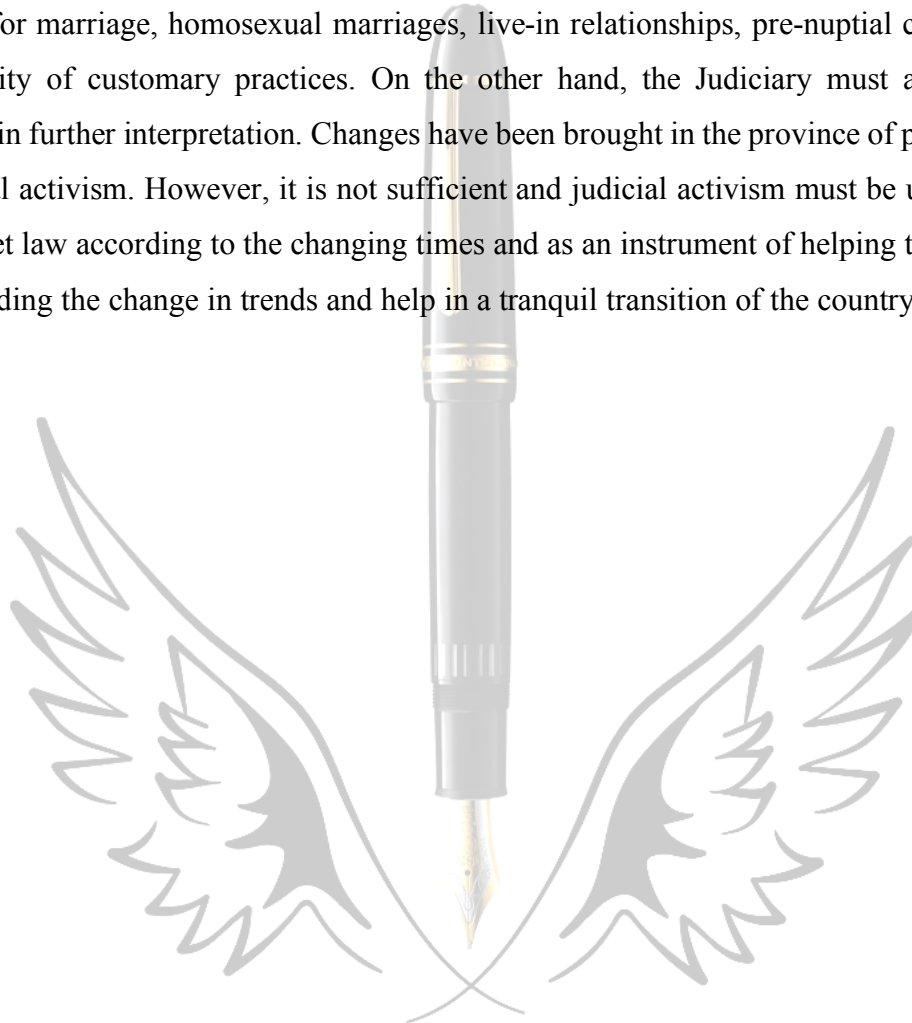 for marriage, homosexual marriages, live-in relationships, pre-nuptial
of customary practices. On the other hand, the Judiciary must
in further interpretation. Changes have been brought in the province of
activism. However, it is not sufficient and judicial activism must be
law according to the changing times and as an instrument of helping
the change in trends and help in a tranquil transition of the country